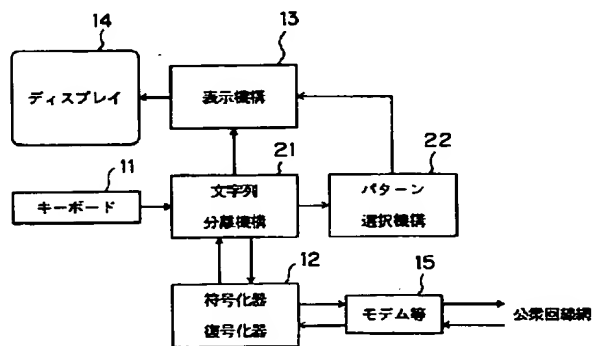 14
ディスプレイ
13
表示機構
11
キーボード
21
文字列
分離機構
22
パターン
選択機構
12
符号化器
復号化器
15
モデム等
公衆回線網